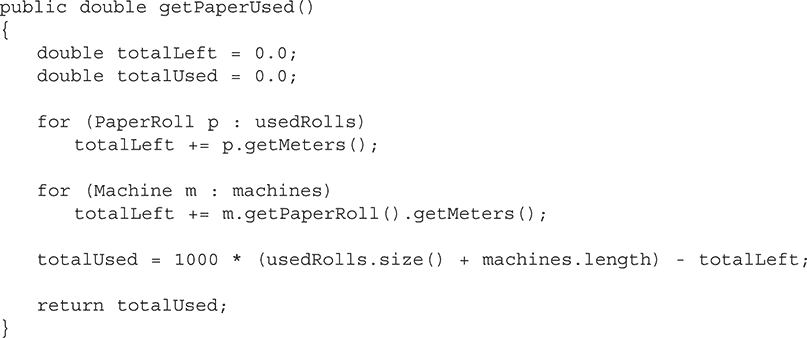 public double getPaperUsed()
{
   double totalLeft = 0.0;
   double totalUsed = 0.0;

   for (PaperRoll p : usedRolls)
      totalLeft += p.getMeters();

   for (Machine m : machines)
      totalLeft += m.getPaperRoll().getMeters();

   totalUsed = 1000 * (usedRolls.size() + machines.length) - totalLeft;

   return totalUsed;
}